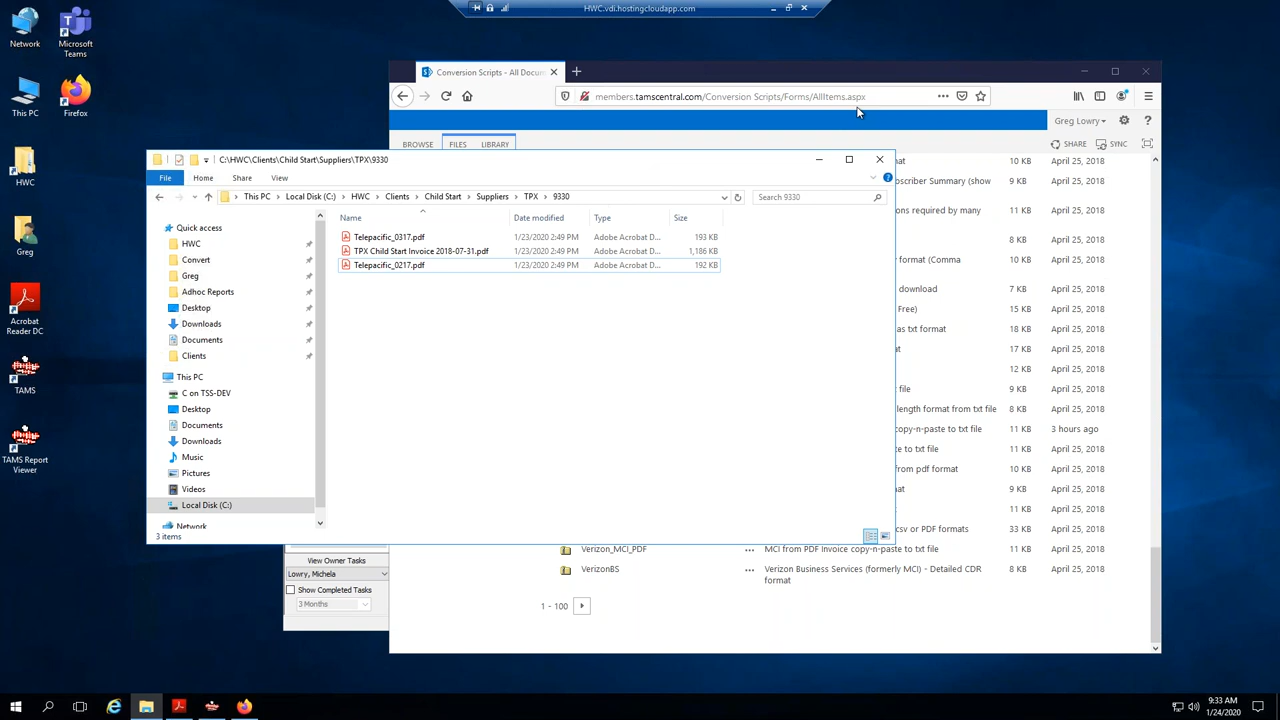 HWC.vdi.hostingcloudapp.com
Network
Microsoft
Teams
This PC
Firefox
HWC
Greg
Acrobat
Reader DC
TAMS
TAMS Report
Viewer
Conversion Scripts - All Docum
members.tamscentral.com/Conversion Scripts/Forms/AllItems.aspx
Greg Lowry
BROWSE
FILES
LIBRARY
SHARE
SYNC
C:\HWC\Clients\Child Start\Suppliers\TPX\9330
File
Home
Share
View
This PC
Local Disk (C:)
HWC
Clients
Child Start
Suppliers
TPX
9330
Search 9330
Name
Date modified
Type
Size
Telepacific_0317.pdf
1/23/2020 2:49 PM
Adobe Acrobat D...
193 KB
TPX Child Start Invoice 2018-07-31.pdf
1/23/2020 2:49 PM
Adobe Acrobat D...
1,186 KB
Telepacific_0217.pdf
1/23/2020 2:49 PM
Adobe Acrobat D...
192 KB
Quick access
HWC
Convert
Greg
Adhoc Reports
Desktop
Downloads
Documents
Clients
This PC
C on TSS-DEV
Desktop
Documents
Downloads
Music
Pictures
Videos
Local Disk (C:)
Network
3 items
10 KB April 25, 2018
bscriber Summary (show 9 KB April 25, 2018
ons required by many 11 KB April 25, 2018
8 KB April 25, 2018
format (Comma 8 KB April 25, 2018
download 7 KB April 25, 2018
Free) 15 KB April 25, 2018
as txt format 18 KB April 25, 2018
17 KB April 25, 2018
12 KB April 25, 2018
file 9 KB April 25, 2018
length format from txt file 8 KB April 25, 2018
copy-n-paste to txt file 11 KB 3 hours ago
te to txt file 11 KB April 25, 2018
from pdf format 10 KB April 25, 2018
9 KB April 25, 2018
csv or PDF formats 33 KB April 25, 2018
Verizon_MCI_PDF ... MCI from PDF Invoice copy-n-paste to txt file 11 KB April 25, 2018
VerizonBS ... Verizon Business Services (formerly MCI) - Detailed CDR
format
8 KB April 25, 2018
1 - 100
View Owner Tasks
Lowry, Michela
Show Completed Tasks
3 Months
9:33 AM
1/24/2020